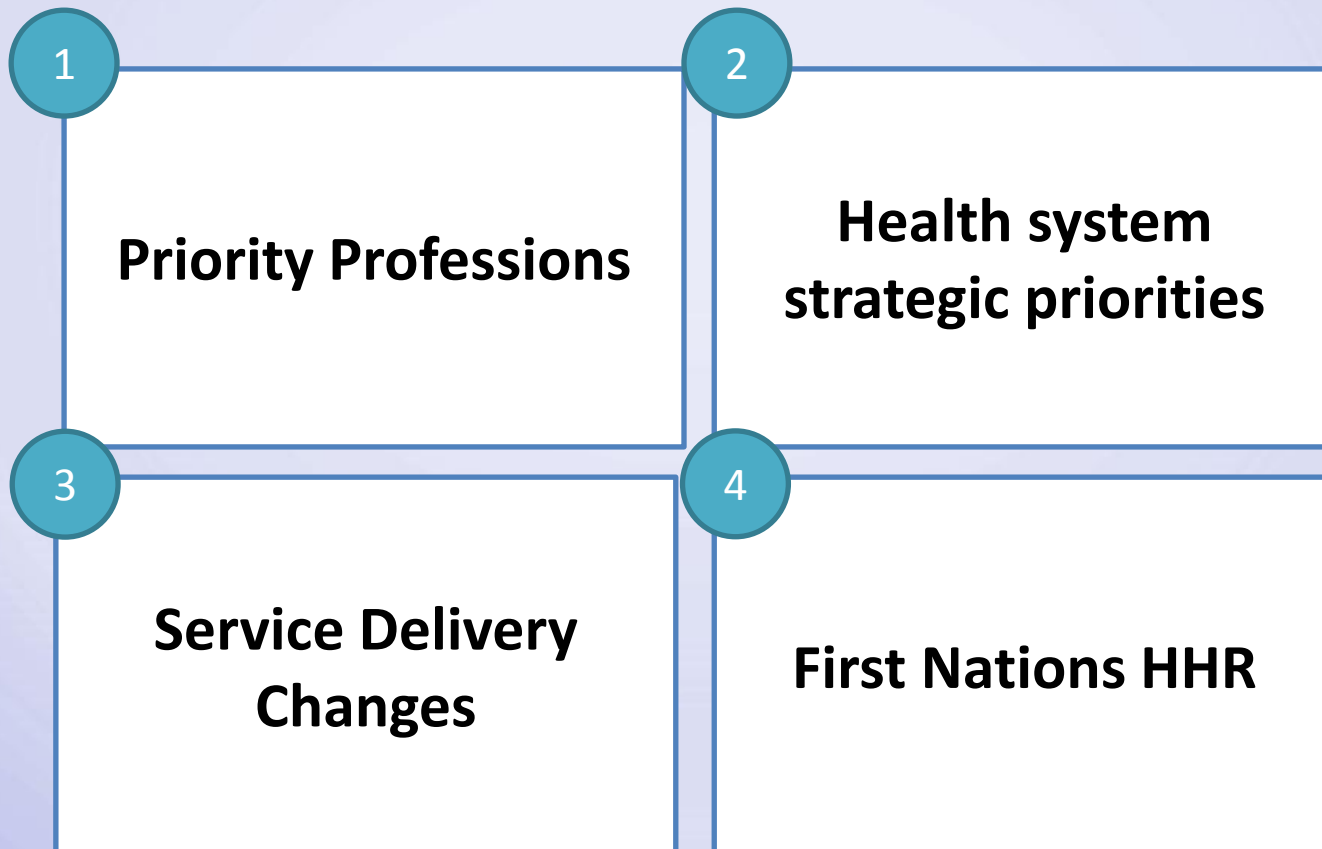 1
Priority Professions
2
Health system
strategic priorities
3
Service Delivery
Changes
4
First Nations HHR